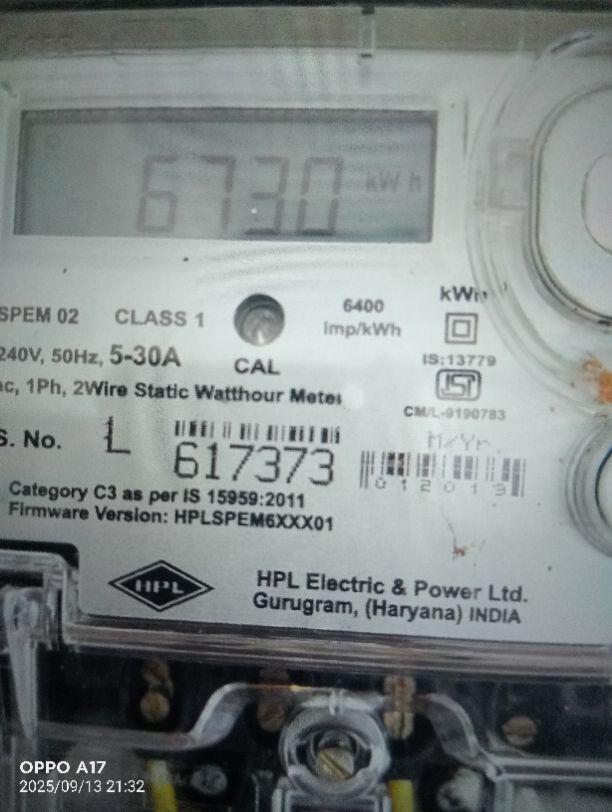 6730 kW h
SPEM 02 CLASS 1
240V, 50Hz, 5-30A
CAL
6400
Imp/kWh
kWh
IS:13779
ISI
CM/L-9190783
ac, 1Ph, 2Wire Static Watthour Meter
S. No. L 617373
M/Yr.
012019
Category C3 as per IS 15959:2011
Firmware Version: HPLSPEM6XXX01
HPL
HPL Electric & Power Ltd.
Gurugram, (Haryana) INDIA
OPPO A17
2025/09/13 21:32